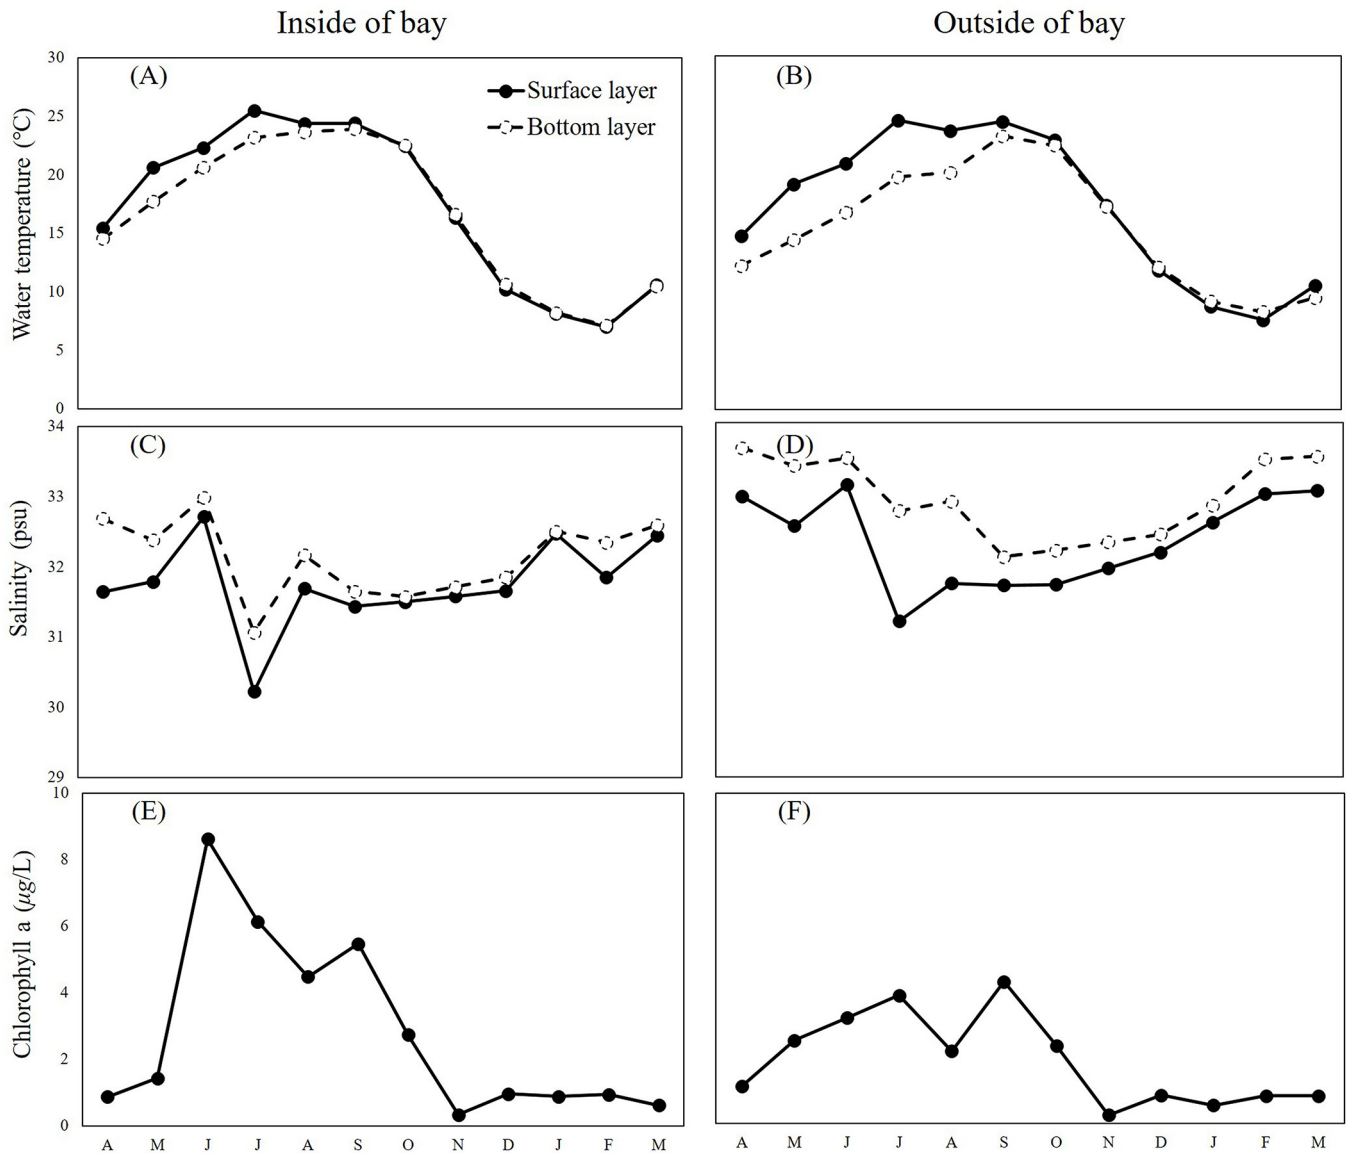 Inside of bay
Outside of bay
Water temperature (℃)
30
25
20
15
10
5
0
(A)
Surface layer
Bottom layer
(B)
Salinity (psu)
34
33
32
31
30
29
(C)
(D)
Chlorophyll a (μg/L)
10
8
6
4
2
0
(E)
(F)
A M J J A S O N D J F M
A M J J A S O N D J F M